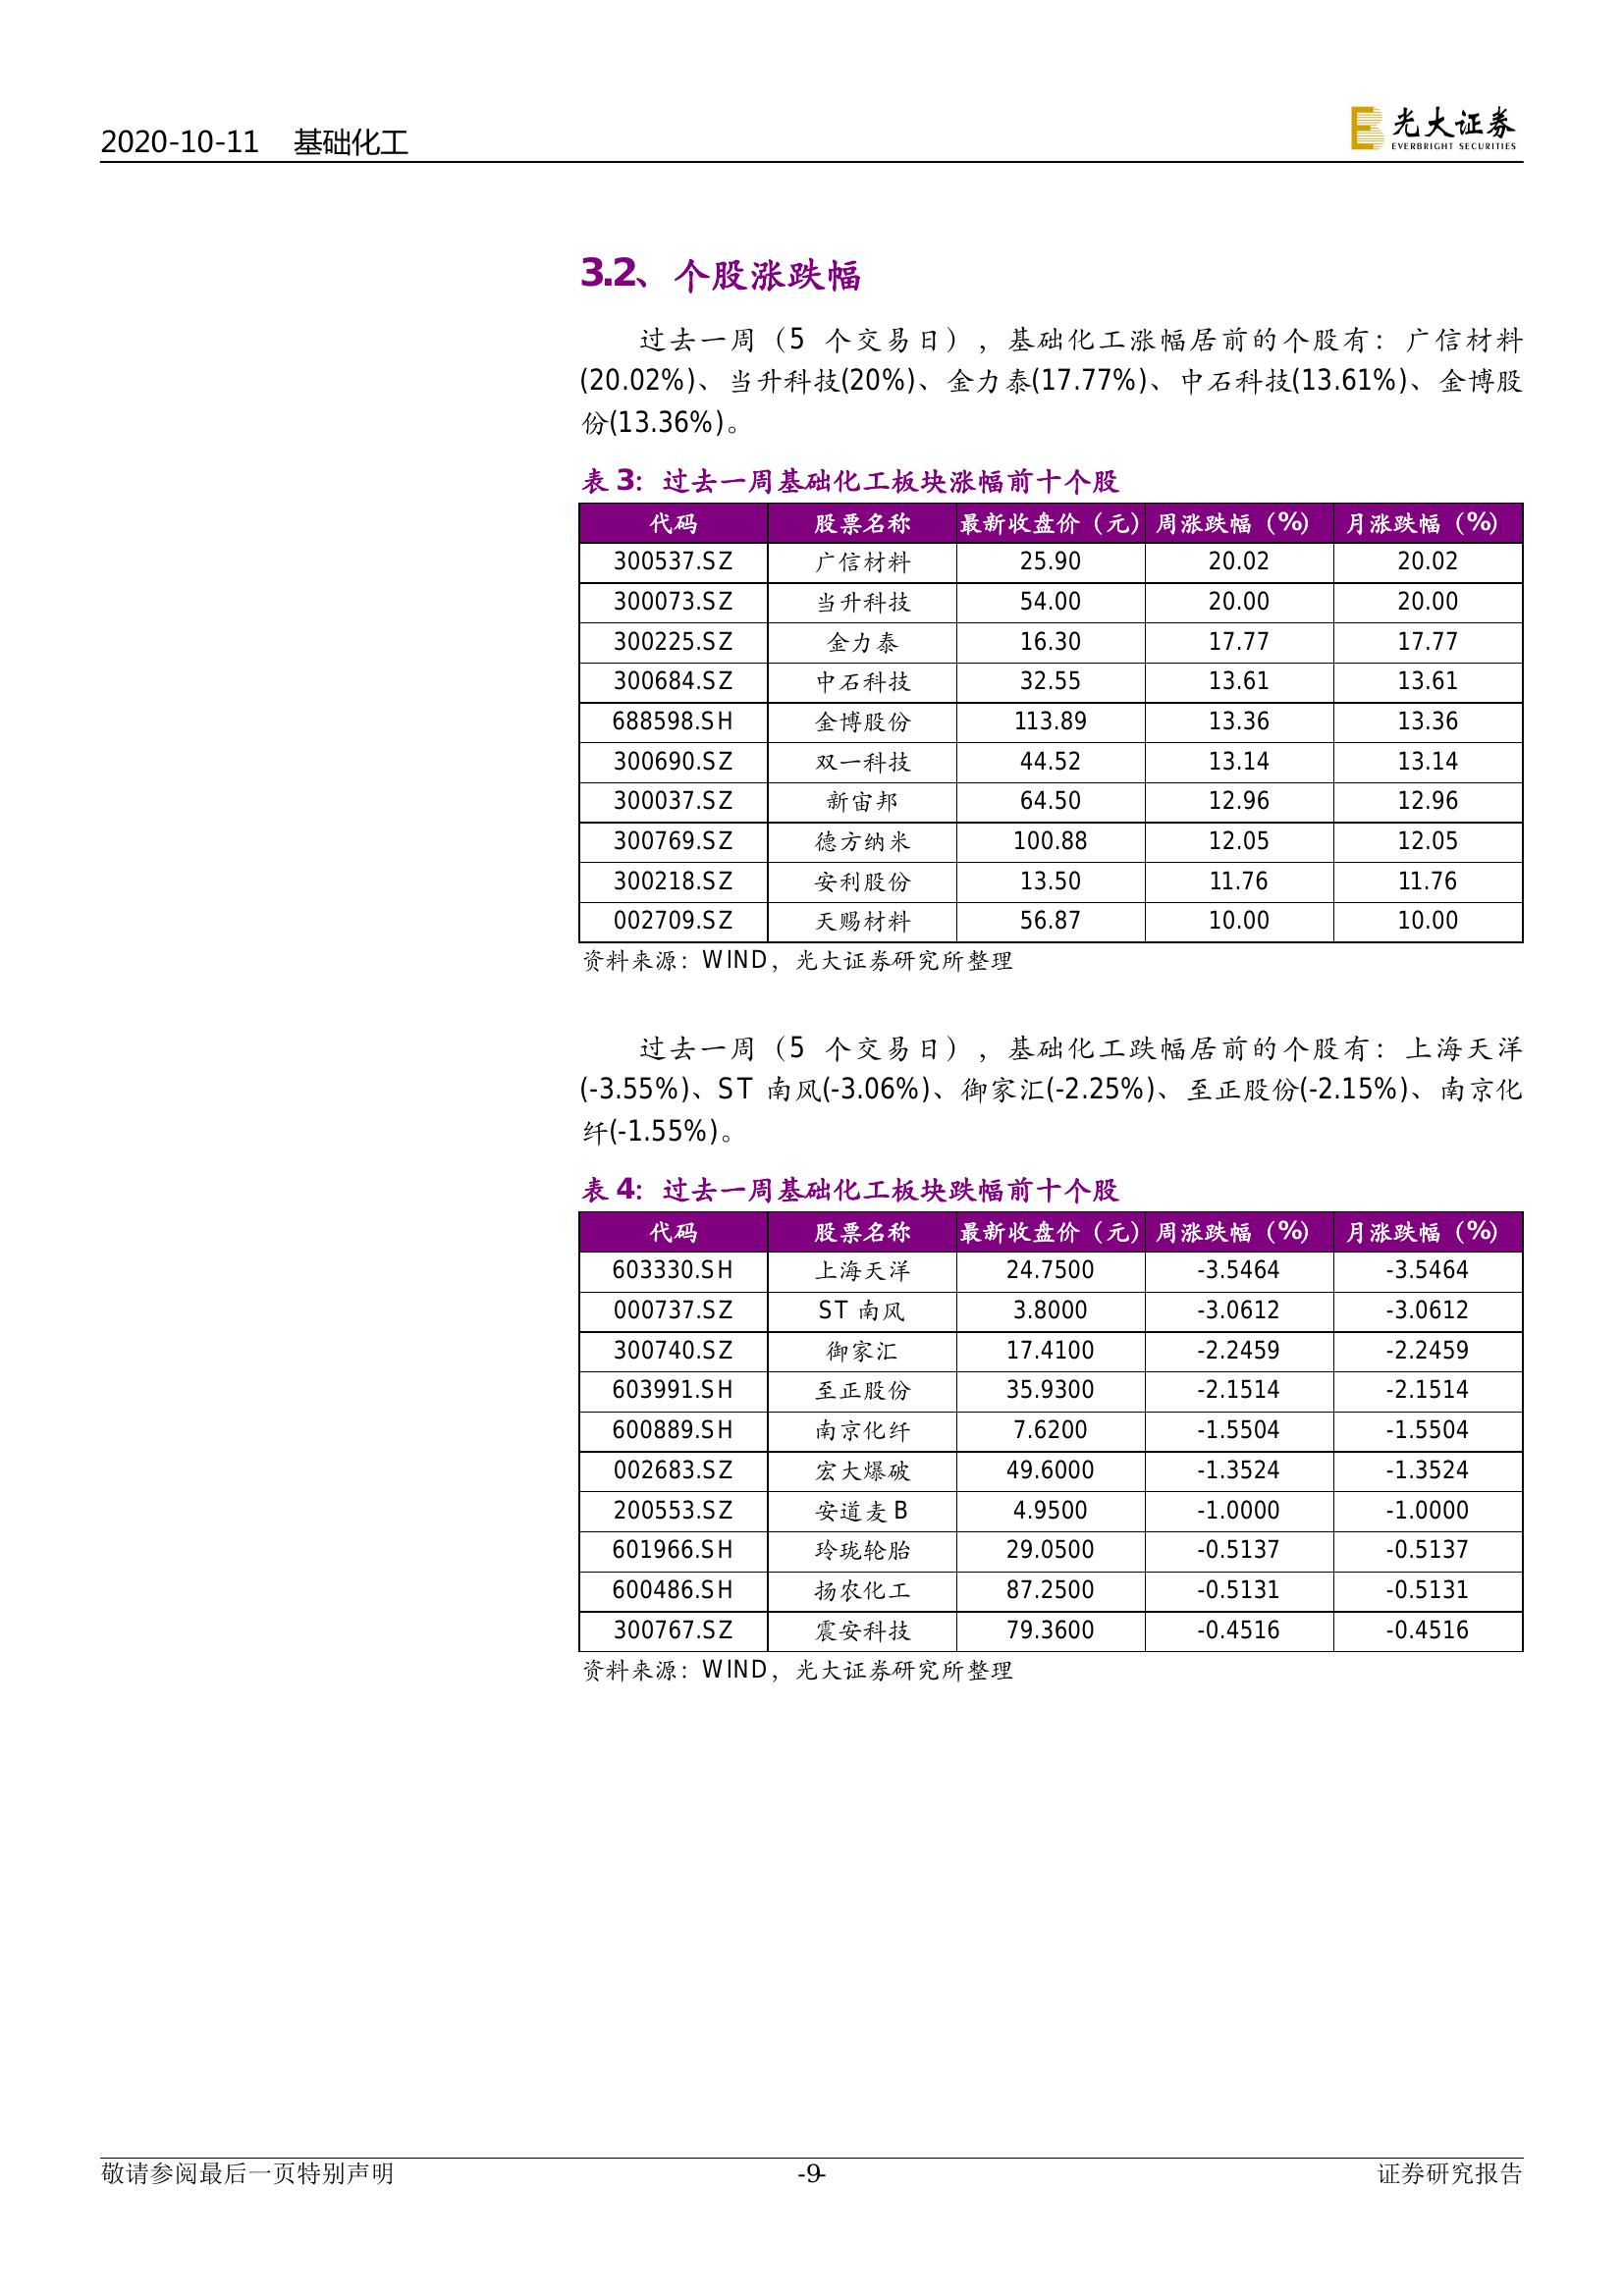 2020-10-11 基础化工
光大证券
EVERBRIGHT SECURITIES
3.2、个股涨跌幅
过去一周（5 个交易日），基础化工涨幅居前的个股有：广信材料
(20.02%)、当升科技(20%)、金力泰(17.77%)、中石科技(13.61%)、金博股
份(13.36%)。
表 3：过去一周基础化工板块涨幅前十个股
代码 股票名称 最新收盘价（元） 周涨跌幅（%） 月涨跌幅（%）
300537.SZ 广信材料 25.90 20.02 20.02
300073.SZ 当升科技 54.00 20.00 20.00
300225.SZ 金力泰 16.30 17.77 17.77
300684.SZ 中石科技 32.55 13.61 13.61
688598.SH 金博股份 113.89 13.36 13.36
300690.SZ 双一科技 44.52 13.14 13.14
300037.SZ 新宙邦 64.50 12.96 12.96
300769.SZ 德方纳米 100.88 12.05 12.05
300218.SZ 安利股份 13.50 11.76 11.76
002709.SZ 天赐材料 56.87 10.00 10.00
资料来源：WIND，光大证券研究所整理
过去一周（5 个交易日），基础化工跌幅居前的个股有：上海天洋
(-3.55%)、ST 南风(-3.06%)、御家汇(-2.25%)、至正股份(-2.15%)、南京化
纤(-1.55%)。
表 4：过去一周基础化工板块跌幅前十个股
代码 股票名称 最新收盘价（元） 周涨跌幅（%） 月涨跌幅（%）
603330.SH 上海天洋 24.7500 -3.5464 -3.5464
000737.SZ ST 南风 3.8000 -3.0612 -3.0612
300740.SZ 御家汇 17.4100 -2.2459 -2.2459
603991.SH 至正股份 35.9300 -2.1514 -2.1514
600889.SH 南京化纤 7.6200 -1.5504 -1.5504
002683.SZ 宏大爆破 49.6000 -1.3524 -1.3524
200553.SZ 安道麦 B 4.9500 -1.0000 -1.0000
601966.SH 玲珑轮胎 29.0500 -0.5137 -0.5137
600486.SH 扬农化工 87.2500 -0.5131 -0.5131
300767.SZ 震安科技 79.3600 -0.4516 -0.4516
资料来源：WIND，光大证券研究所整理
敬请参阅最后一页特别声明 -9- 证券研究报告